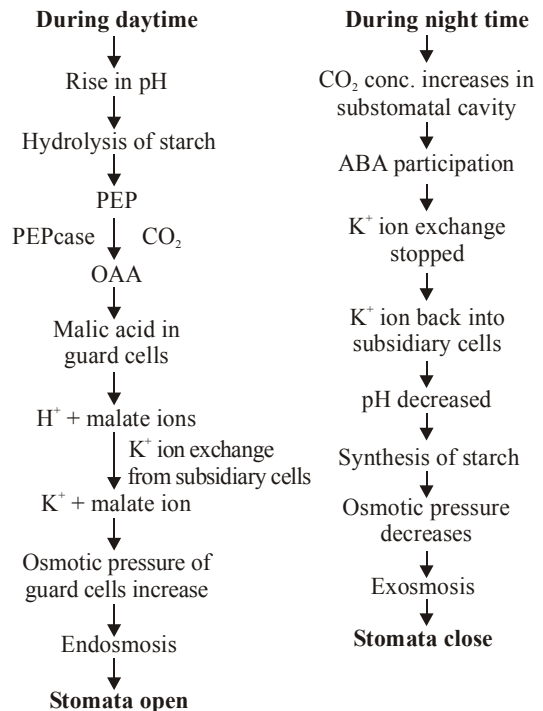 During daytime
Rise in pH
Hydrolysis of starch
PEP
PEPcase CO₂
OAA
Malic acid in
guard cells
H⁺ + malate ions
K⁺ ion exchange
from subsidiary cells
K⁺ + malate ion
Osmotic pressure of
guard cells increase
Endosmosis
Stomata open
During night time
CO₂ conc. increases in
substomatal cavity
ABA participation
K⁺ ion exchange
stopped
K⁺ ion back into
subsidiary cells
pH decreased
Synthesis of starch
Osmotic pressure
decreases
Exosmosis
Stomata close